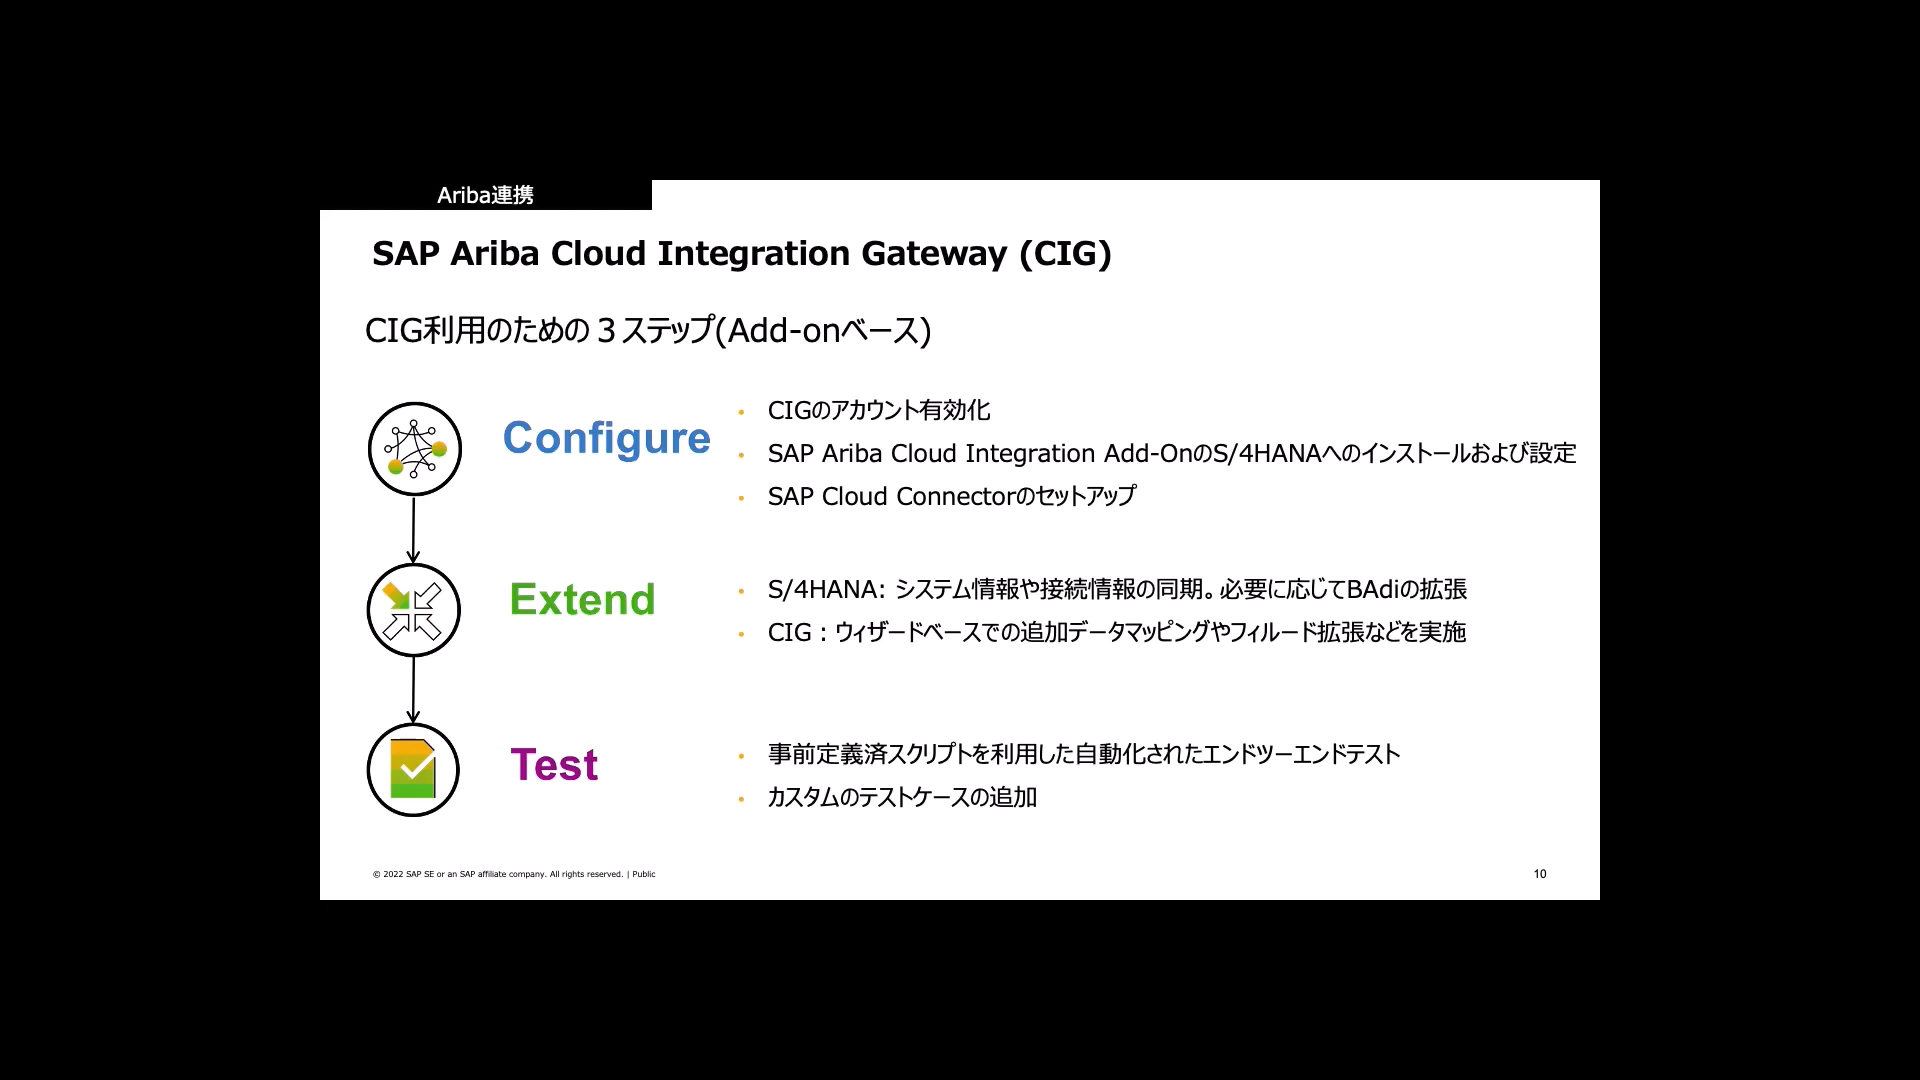 Ariba連携
SAP Ariba Cloud Integration Gateway (CIG)
CIG利用のための３ステップ(Add-onベース)
Configure
• CIGのアカウント有効化
• SAP Ariba Cloud Integration Add-OnのS/4HANAへのインストールおよび設定
• SAP Cloud Connectorのセットアップ
Extend
• S/4HANA: システム情報や接続情報の同期。必要に応じてBAdiの拡張
• CIG：ウィザードベースでの追加データマッピングやフィルード拡張などを実施
Test
• 事前定義済スクリプトを利用した自動化されたエンドツーエンドテスト
• カスタムのテストケースの追加
© 2022 SAP SE or an SAP affiliate company. All rights reserved. | Public
10